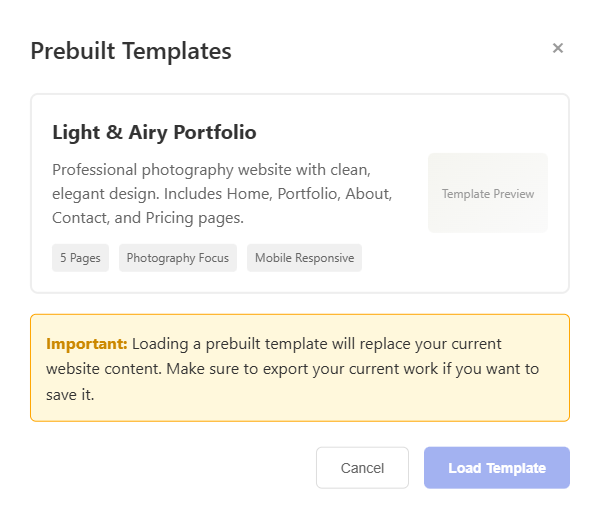 Prebuilt Templates
×
Light & Airy Portfolio
Professional photography website with clean,
elegant design. Includes Home, Portfolio, About,
Contact, and Pricing pages.
Template Preview
5 Pages
Photography Focus
Mobile Responsive
Important: Loading a prebuilt template will replace your current
website content. Make sure to export your current work if you want to
save it.
Cancel
Load Template